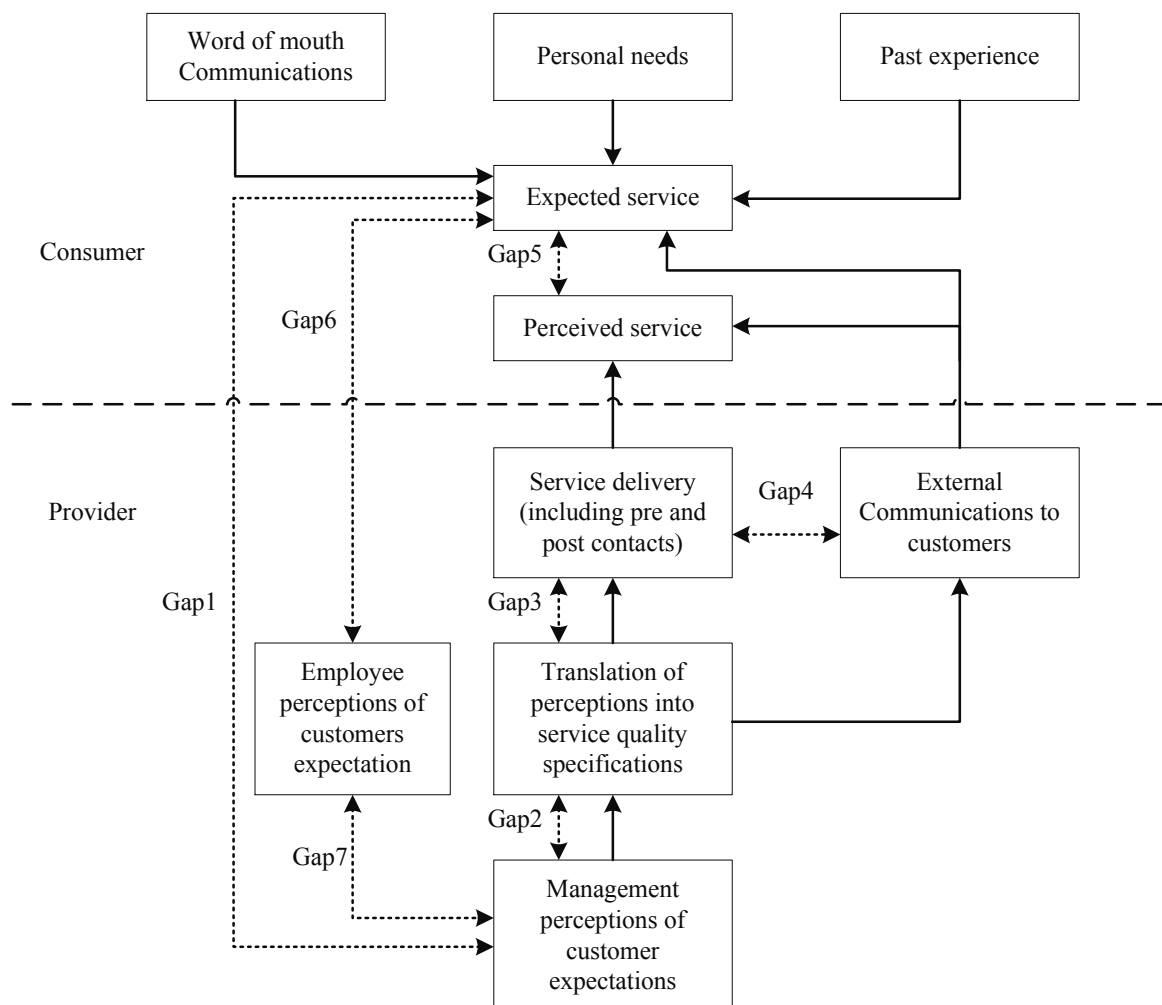 Word of mouth
Communications
Personal needs
Past experience
Expected service
Consumer
Gap5
Gap6
Perceived service
Provider
Service delivery
(including pre and
post contacts)
Gap4
External
Communications to
customers
Gap1
Gap3
Employee
perceptions of
customers
expectation
Translation of
perceptions into
service quality
specifications
Gap2
Gap7
Management
perceptions of
customer
expectations